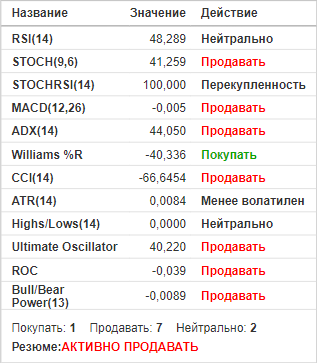 Название Значение Действие
RSI(14) 48,289 Нейтрально
STOCH(9,6) 41,259 Продавать
STOCHRSI(14) 100,000 Перекупленность
MACD(12,26) -0,005 Продавать
ADX(14) 44,050 Продавать
Williams %R -40,336 Покупать
CCI(14) -66,6454 Продавать
ATR(14) 0,0084 Менее волатилен
Highs/Lows(14) 0,0000 Нейтрально
Ultimate Oscillator 40,220 Продавать
ROC -0,039 Продавать
Bull/Bear
Power(13) -0,0089 Продавать
Покупать: 1 Продавать: 7 Нейтрально: 2
Резюме:АКТИВНО ПРОДАВАТЬ